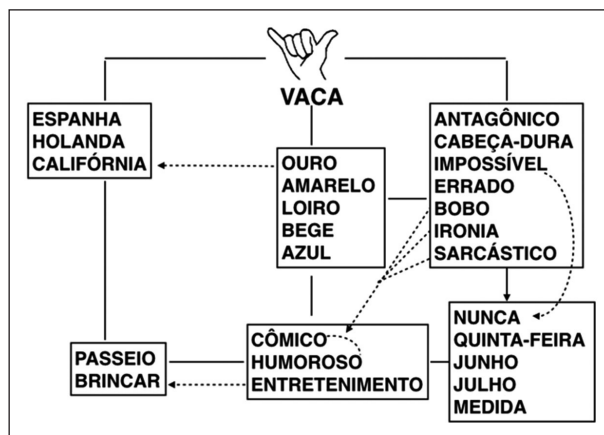 VACA
ESPANHA
HOLANDA
CALIFÓRNIA
OURO
AMARELO
LOIRO
BEGE
AZUL
ANTAGÔNICO
CABEÇA-DURA
IMPOSSÍVEL
ERRADO
BOBO
IRONIA
SARCÁSTICO
PASSEIO
BRINCAR
CÔMICO
HUMOROSO
ENTRETENIMENTO
NUNCA
QUINTA-FEIRA
JUNHO
JULHO
MEDIDA